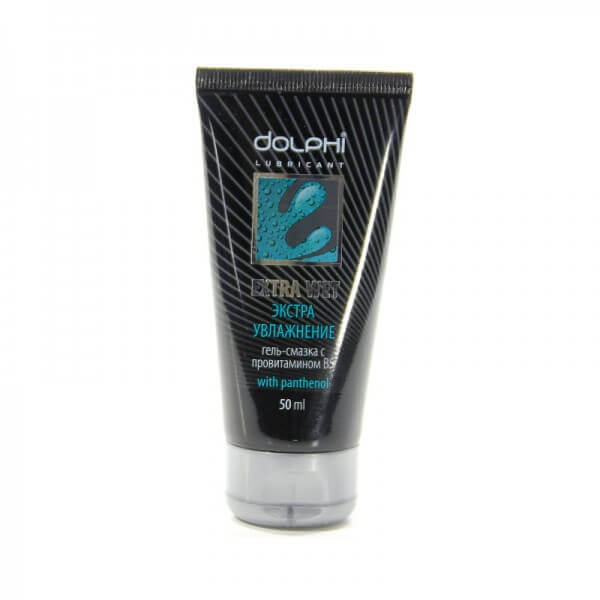 DOLPHI
LUBRICANT
EXTRA WET
ЭКСТРА
УВЛАЖНЕНИЕ
гель-смазка с
провитамином B5
with panthenol
50 ml